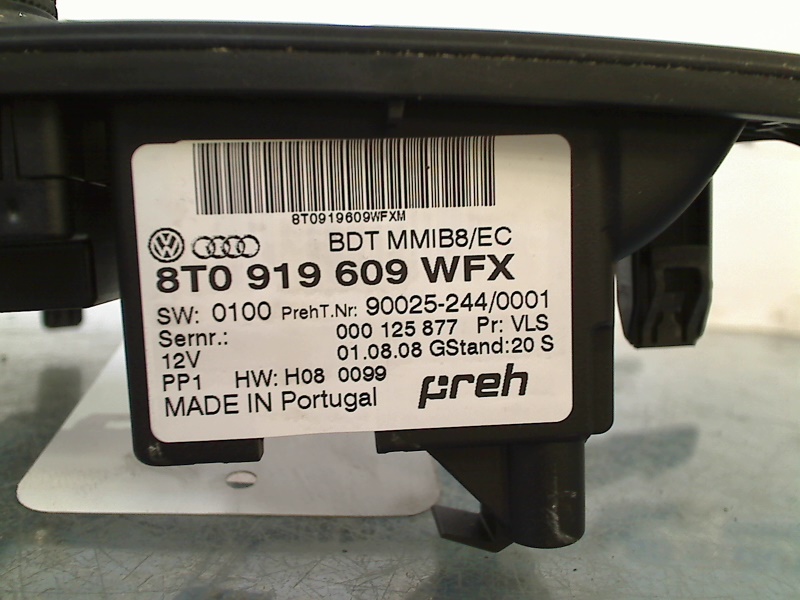 8T0919609WFXM
BDT MMIB8/EC
8T0 919 609 WFX
SW: 0100 PrehT.Nr: 90025-244/0001
Sernr.: 000 125 877 Pr: VLS
12V 01.08.08 GStand:20 S
PP1 HW: H08 0099
MADE IN Portugal preh